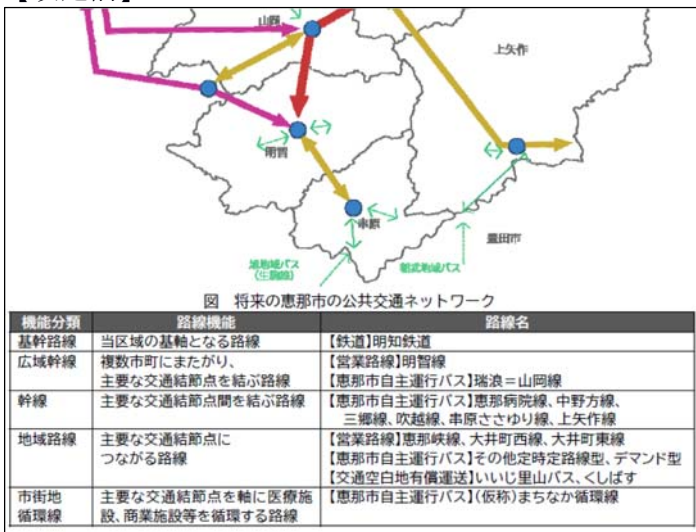 山岡
上矢作
明智
串原
豊田市
旭地域バス
(生駒線)
図 将来の恵那市の公共交通ネットワーク
機能分類 路線機能 路線名
基幹路線 当区域の基軸となる路線 【鉄道】明知鉄道
広域幹線 複数市町にまたがり、 【営業路線】明智線
主要な交通結節点を結ぶ路線 【恵那市自主運行バス】瑞浪=山岡線
幹線 主要な交通結節点間を結ぶ路線 【恵那市自主運行バス】恵那病院線、中野方線、
三郷線、吹越線、串原ささゆり線、上矢作線
地域路線 主要な交通結節点に 【営業路線】恵那峡線、大井町西線、大井町東線
つながる路線 【恵那市自主運行バス】その他定時定路線型、デマンド型
【交通空白地有償運送】いいじ里山バス、くしばす
市街地 主要な交通結節点を軸に医療施 【恵那市自主運行バス】(仮称)まちなか循環線
循環線 設、商業施設等を循環する路線